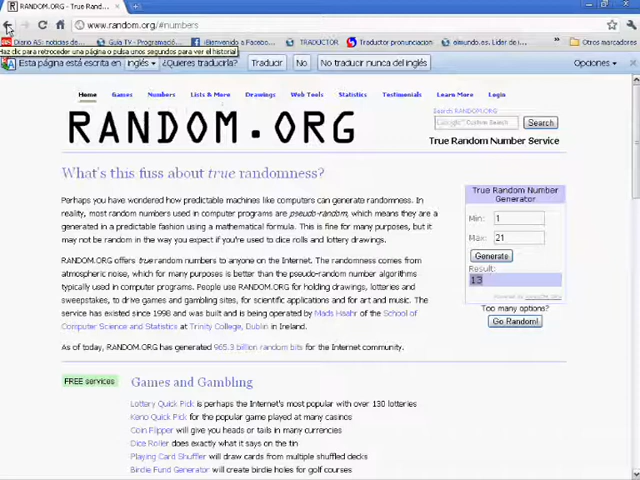 RANDOM.ORG - True Rand...
www.random.org/#numbers
Diario AS: noticias de...
Guía TV - Programació...
¡Bienvenido a Facebook...
TRADUCTOR
Traductor pronunciacion
elmundo.es. Líder de I...
Otros marcadores
Haz clic para retroceder una página o pulsa unos segundos para ver el historial
Esta página está escrita en inglés ¿Quieres traducirla? Traducir No No traducir nunca del inglés Opciones
Home Games Numbers Lists & More Drawings Web Tools Statistics Testimonials Learn More Login
RANDOM.ORG
Search RANDOM.ORG
Google™ Custom Search Search
True Random Number Service
What's this fuss about true randomness?
Perhaps you have wondered how predictable machines like computers can generate randomness. In
reality, most random numbers used in computer programs are pseudo-random, which means they are
generated in a predictable fashion using a mathematical formula. This is fine for many purposes, but it
may not be random in the way you expect if you're used to dice rolls and lottery drawings.
RANDOM.ORG offers true random numbers to anyone on the Internet. The randomness comes from
atmospheric noise, which for many purposes is better than the pseudo-random number algorithms
typically used in computer programs. People use RANDOM.ORG for holding drawings, lotteries and
sweepstakes, to drive games and gambling sites, for scientific applications and for art and music. The
service has existed since 1998 and was built and is being operated by Mads Haahr of the School of
Computer Science and Statistics at Trinity College, Dublin in Ireland.
As of today, RANDOM.ORG has generated 965.3 billion random bits for the Internet community.
True Random Number
Generator
Min: 1
Max: 21
Generate
Result:
13
Powered by RANDOM.ORG
Too many options?
Go Random!
FREE services
Games and Gambling
Lottery Quick Pick is perhaps the Internet's most popular with over 130 lotteries
Keno Quick Pick for the popular game played at many casinos
Coin Flipper will give you heads or tails in many currencies
Dice Roller does exactly what it says on the tin
Playing Card Shuffler will draw cards from multiple shuffled decks
Birdie Fund Generator will create birdie holes for golf courses